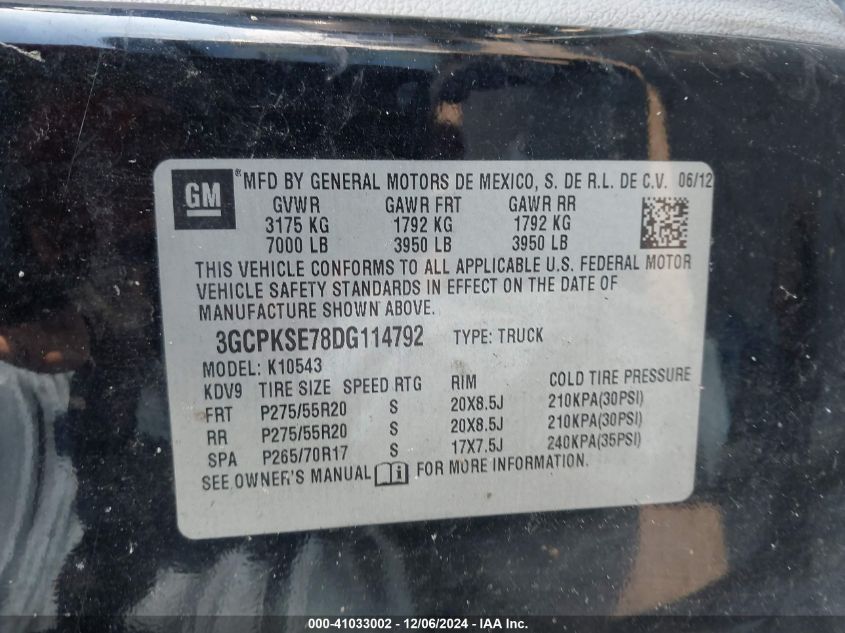 GM ®MFD BY GENERAL MOTORS DE MEXICO, S. DE R.L. DE C.V. 06/12
GVWR GAWR FRT GAWR RR
3175 KG 1792 KG 1792 KG
7000 LB 3950 LB 3950 LB
THIS VEHICLE CONFORMS TO ALL APPLICABLE U.S. FEDERAL MOTOR
VEHICLE SAFETY STANDARDS IN EFFECT ON THE DATE OF
MANUFACTURE SHOWN ABOVE.
3GCPKSE78DG114792 TYPE: TRUCK
MODEL: K10543
KDV9 TIRE SIZE SPEED RTG RIM COLD TIRE PRESSURE
FRT P275/55R20 S 20X8.5J 210KPA(30PSI)
RR P275/55R20 S 20X8.5J 210KPA(30PSI)
SPA P265/70R17 S 17X7.5J 240KPA(35PSI)
SEE OWNER'S MANUAL i FOR MORE INFORMATION.
000-41033002 - 12/06/2024 - IAA Inc.